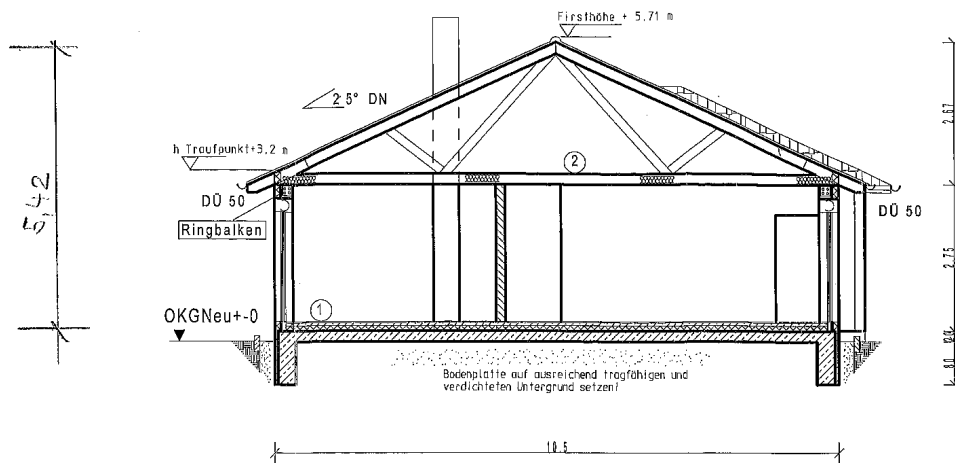 Firsthöhe + 5,71 m
25° DN
h Traufpunkt+3,2 m
2
DÜ 50
DÜ 50
Ringbalken
5,42
2,67
2,75
1
OKGNeu+-0
80
Bodenplatte auf ausreichend tragfähigen und
verdichteten Untergrund setzen!
10,5